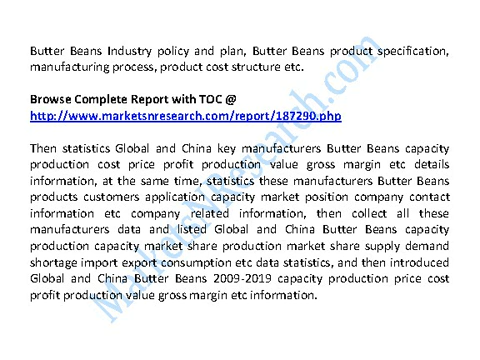 Butter Beans Industry policy and plan, Butter Beans product specification,
manufacturing process, product cost structure etc.
Browse Complete Report with TOC @
http://www.marketsnresearch.com/report/187290.php
Then statistics Global and China key manufacturers Butter Beans capacity
production cost price profit production value gross margin etc details
information, at the same time, statistics these manufacturers Butter Beans
products customers application capacity market position company contact
information etc company related information, then collect all these
manufacturers data and listed Global and China Butter Beans capacity
production capacity market share production market share supply demand
shortage import export consumption etc data statistics, and then introduced
Global and China Butter Beans 2009-2019 capacity production price cost
profit production value gross margin etc information.
MarketsNResearch.com